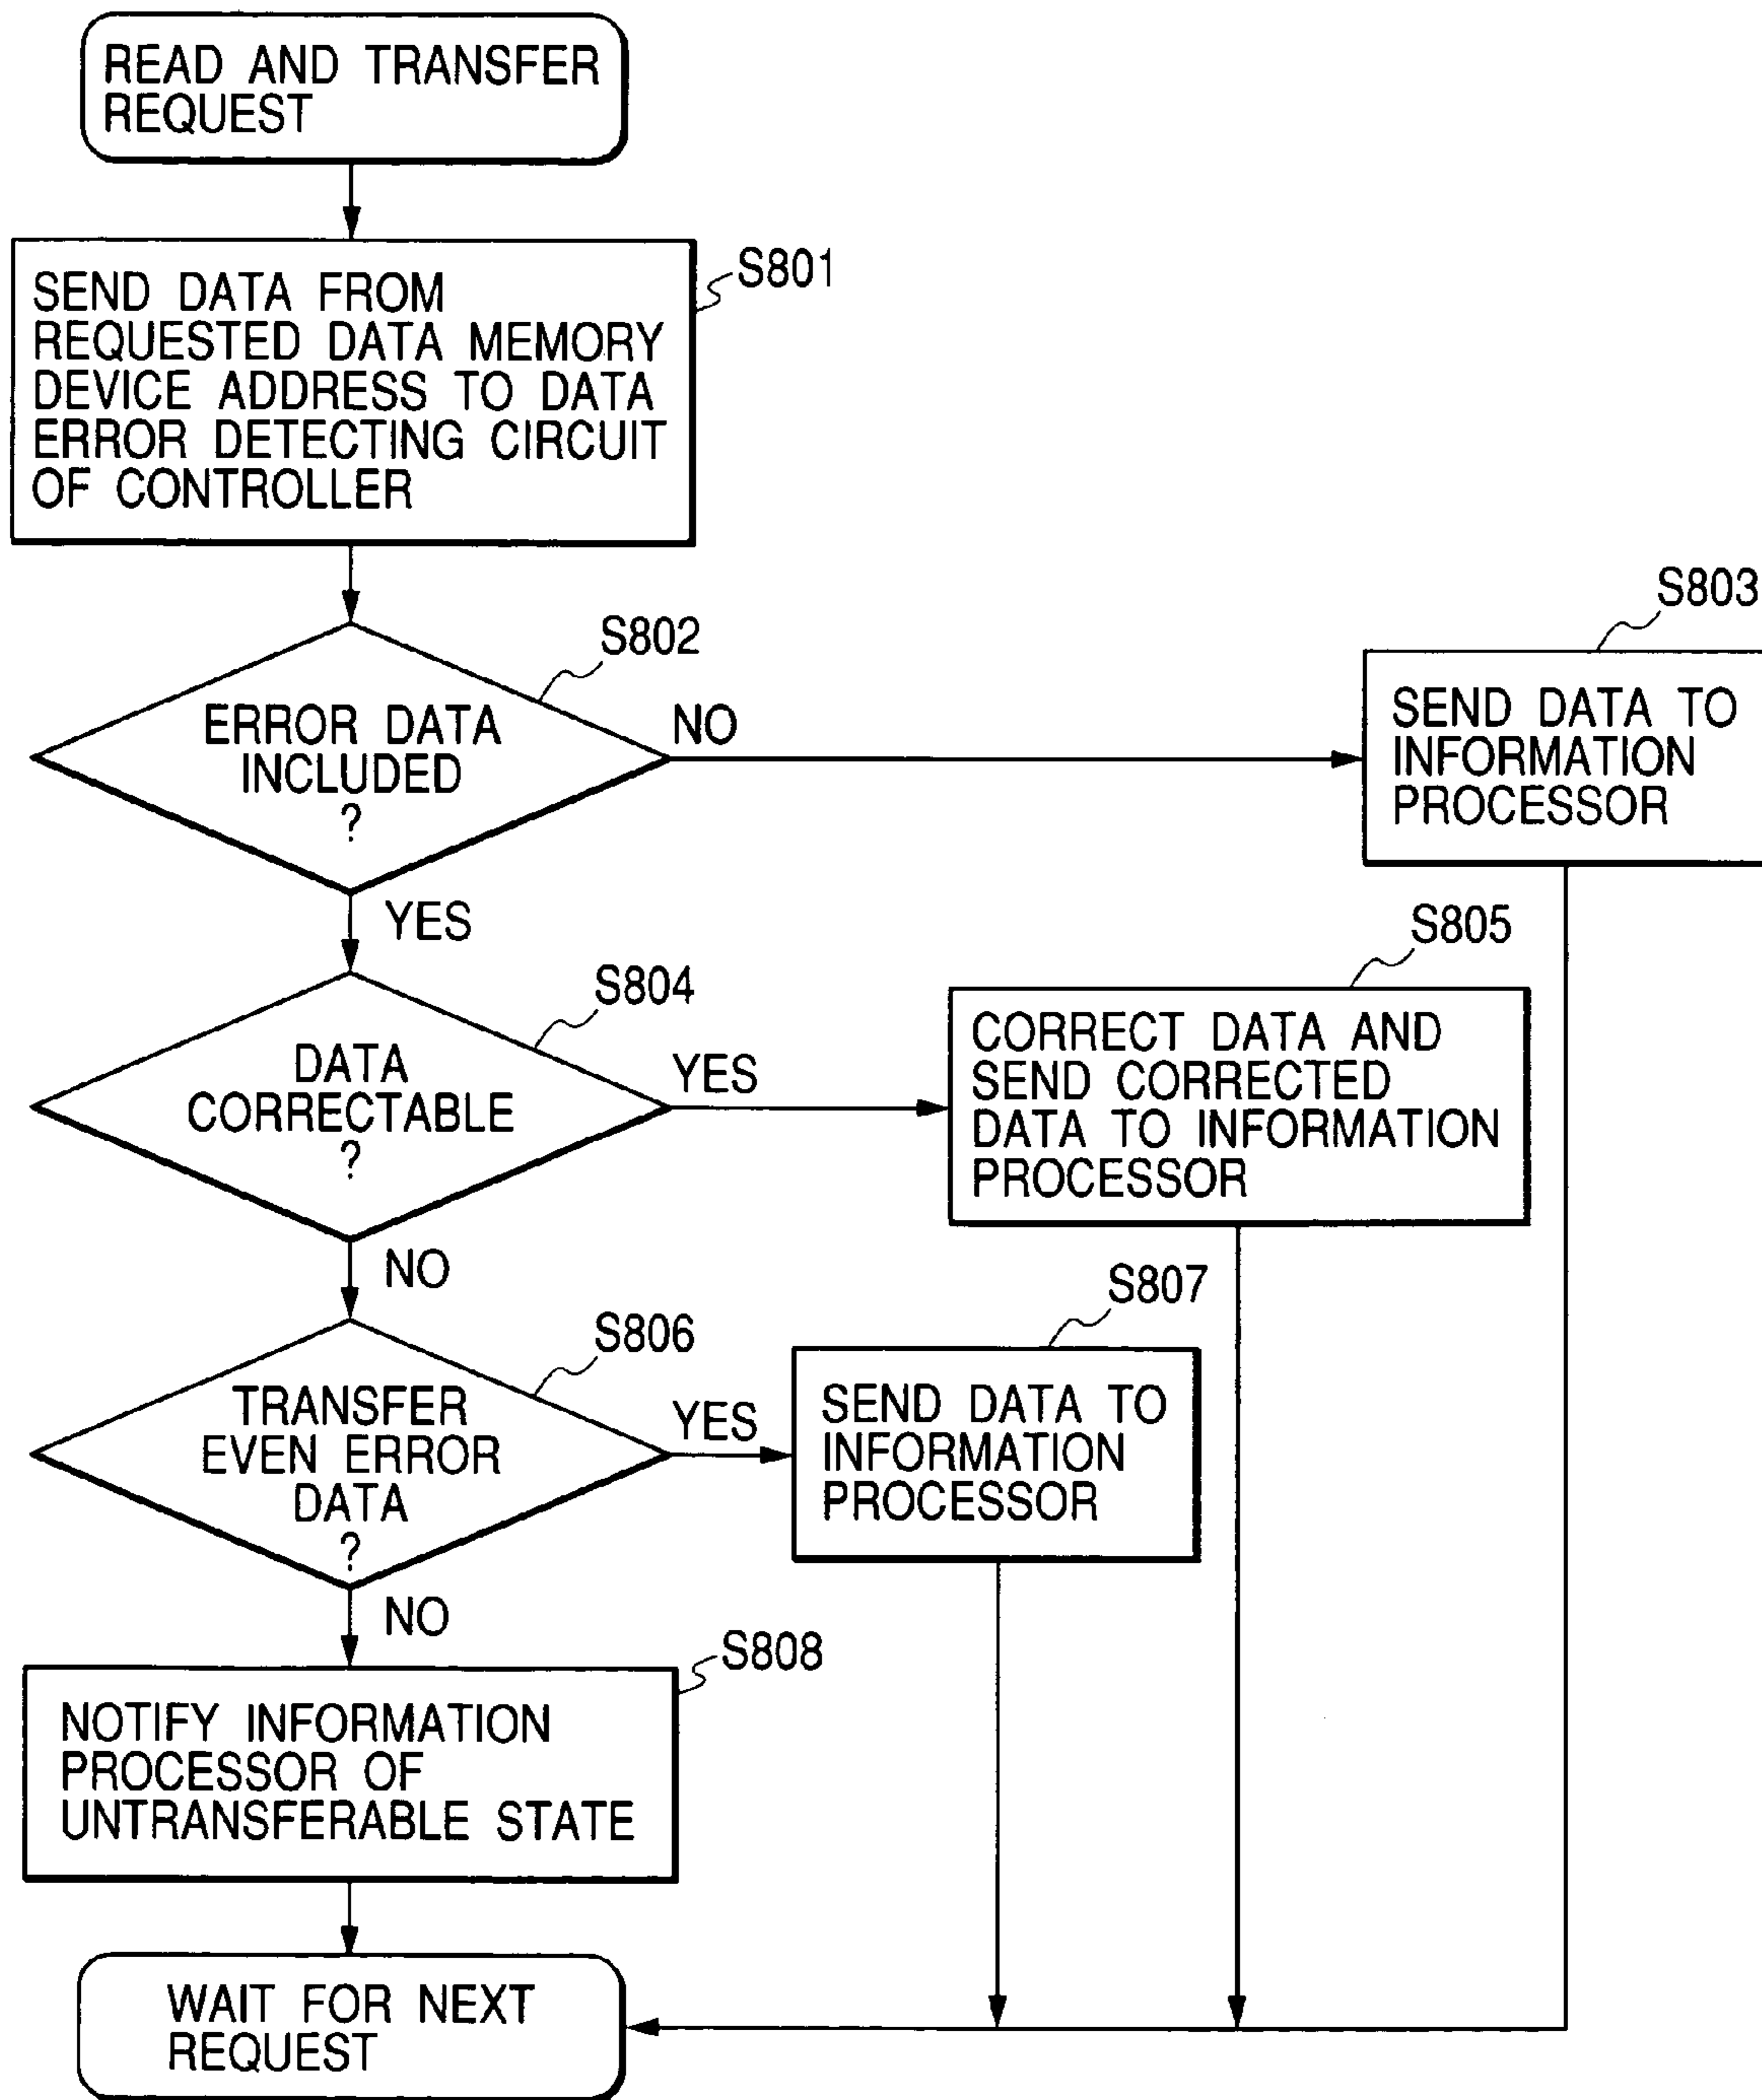 READ AND TRANSFER
REQUEST
S801
SEND DATA FROM
REQUESTED DATA MEMORY
DEVICE ADDRESS TO DATA
ERROR DETECTING CIRCUIT
OF CONTROLLER
S802
ERROR DATA
INCLUDED
?
NO
YES
S803
SEND DATA TO
INFORMATION
PROCESSOR
S804
DATA
CORRECTABLE
?
YES
NO
S805
CORRECT DATA AND
SEND CORRECTED
DATA TO INFORMATION
PROCESSOR
S806
TRANSFER
EVEN ERROR
DATA
?
YES
NO
S807
SEND DATA TO
INFORMATION
PROCESSOR
S808
NOTIFY INFORMATION
PROCESSOR OF
UNTRANSFERABLE STATE
WAIT FOR NEXT
REQUEST